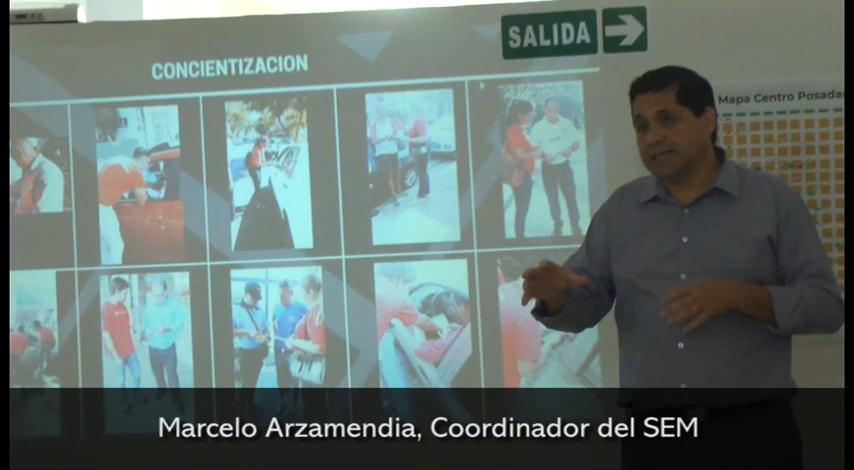 SALIDA
CONCIENTIZACION
Mapa Centro Posadas
Marcelo Arzamendia, Coordinador del SEM